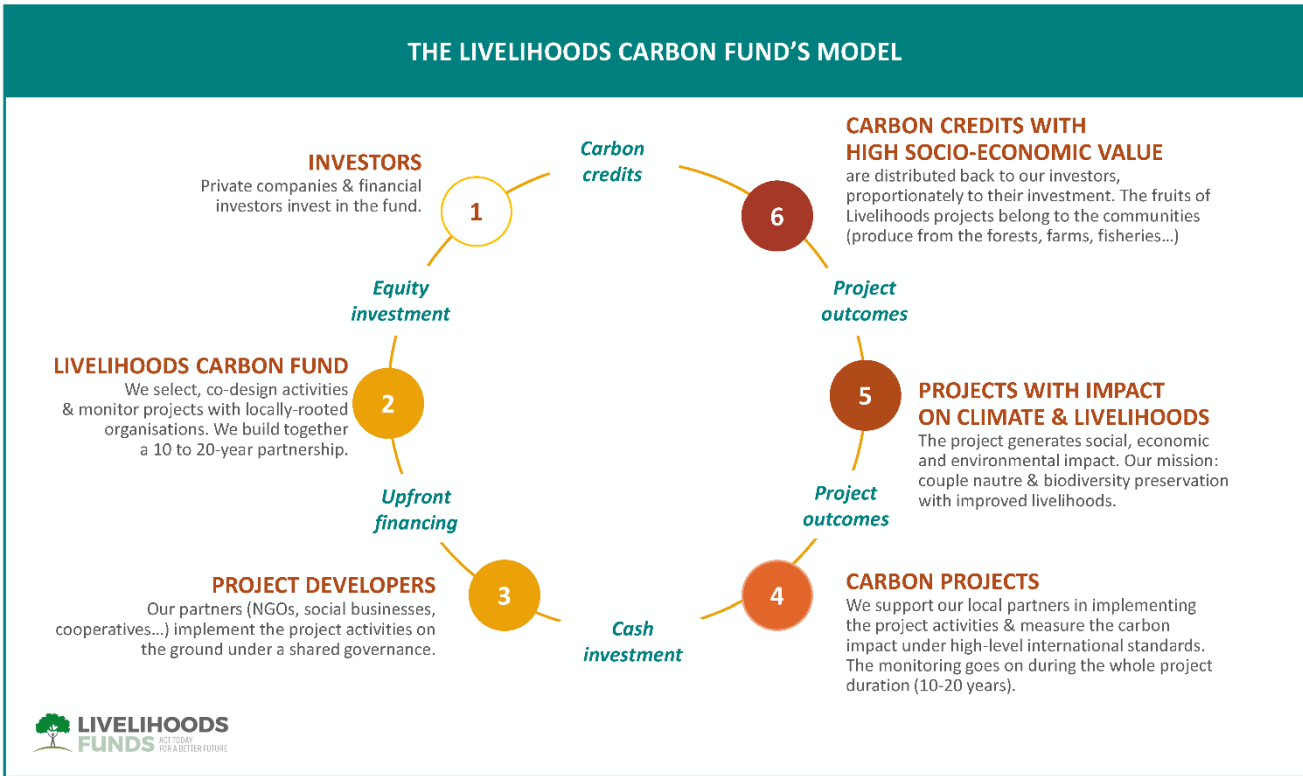 THE LIVELIHOODS CARBON FUND'S MODEL
INVESTORS
Private companies & financial
investors invest in the fund.
1
Equity
investment
LIVELIHOODS CARBON FUND
We select, co-design activities
& monitor projects with locally-rooted
organisations. We build together
a 10 to 20-year partnership.
2
Upfront
financing
PROJECT DEVELOPERS
Our partners (NGOs, social businesses,
cooperatives...) implement the project activities on
the ground under a shared governance.
3
Cash
investment
4
CARBON PROJECTS
We support our local partners in implementing
the project activities & measure the carbon
impact under high-level international standards.
The monitoring goes on during the whole project
duration (10-20 years).
Project
outcomes
5
PROJECTS WITH IMPACT
ON CLIMATE & LIVELIHOODS
The project generates social, economic
and environmental impact. Our mission:
couple nautre & biodiversity preservation
with improved livelihoods.
Project
outcomes
6
CARBON CREDITS WITH
HIGH SOCIO-ECONOMIC VALUE
are distributed back to our investors,
proportionately to their investment. The fruits of
Livelihoods projects belong to the communities
(produce from the forests, farms, fisheries...)
Carbon
credits
LIVELIHOODS
FUNDS
ACT TODAY
FOR A BETTER FUTURE